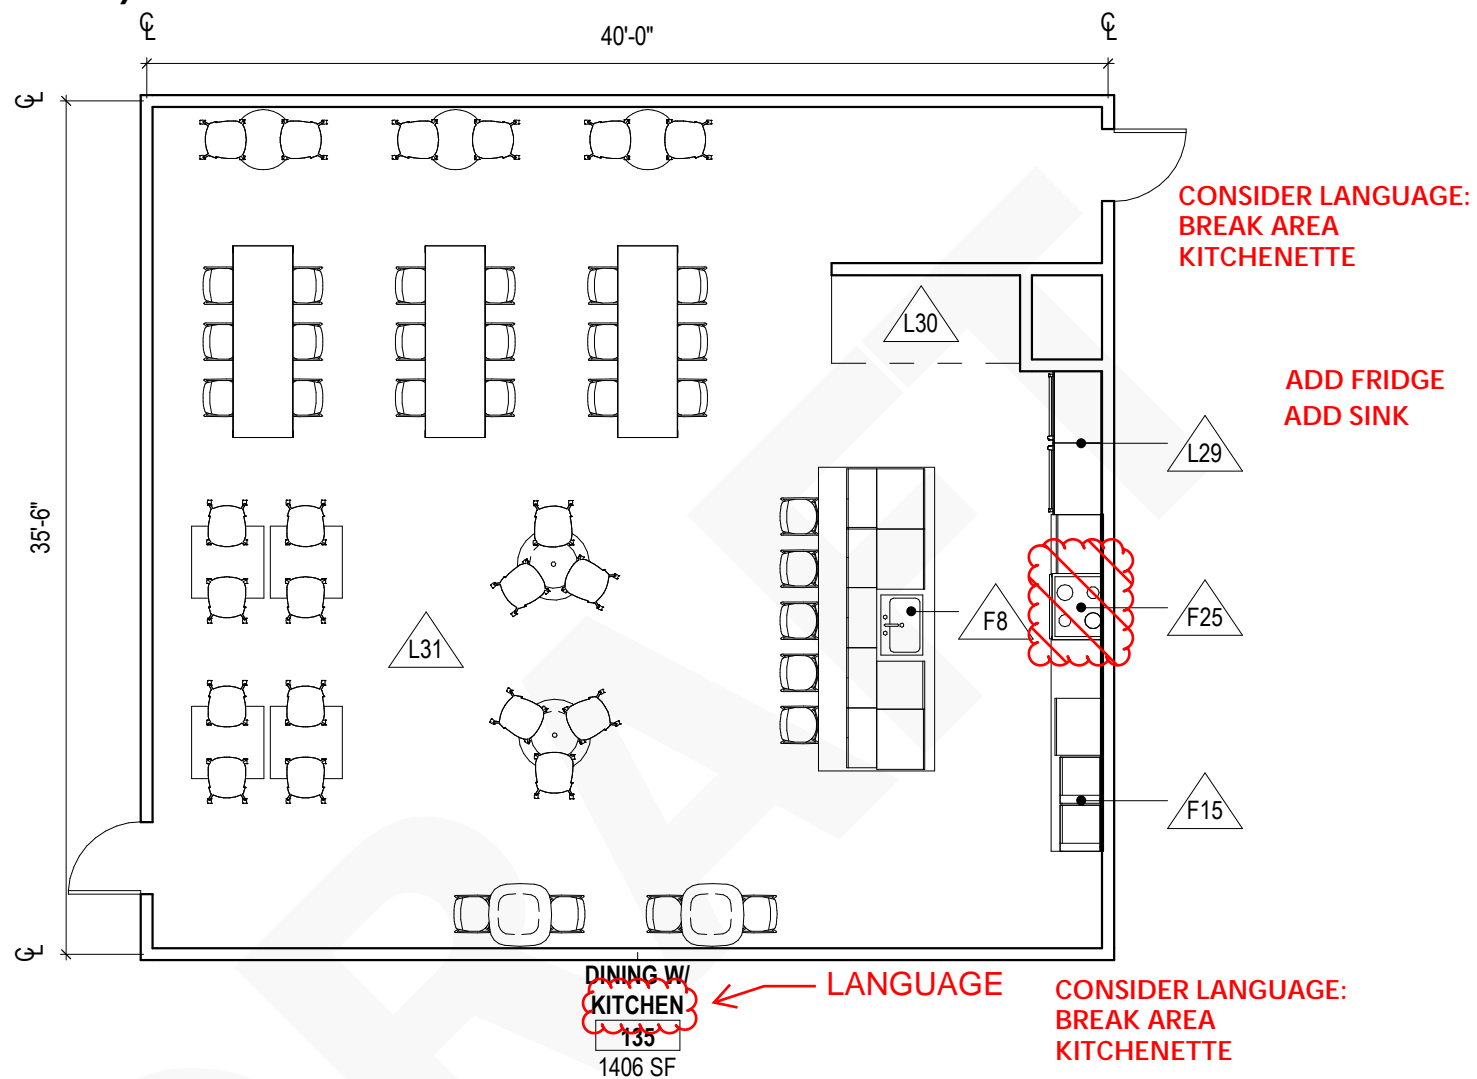 ℄
40'-0"
℄
℄
CONSIDER LANGUAGE:
BREAK AREA
KITCHENETTE
L30
ADD FRIDGE
ADD SINK
L29
35'-6"
F8
F25
L31
F15
℄
DINING W/
KITCHEN
135
1406 SF
LANGUAGE
CONSIDER LANGUAGE:
BREAK AREA
KITCHENETTE
DRAFT